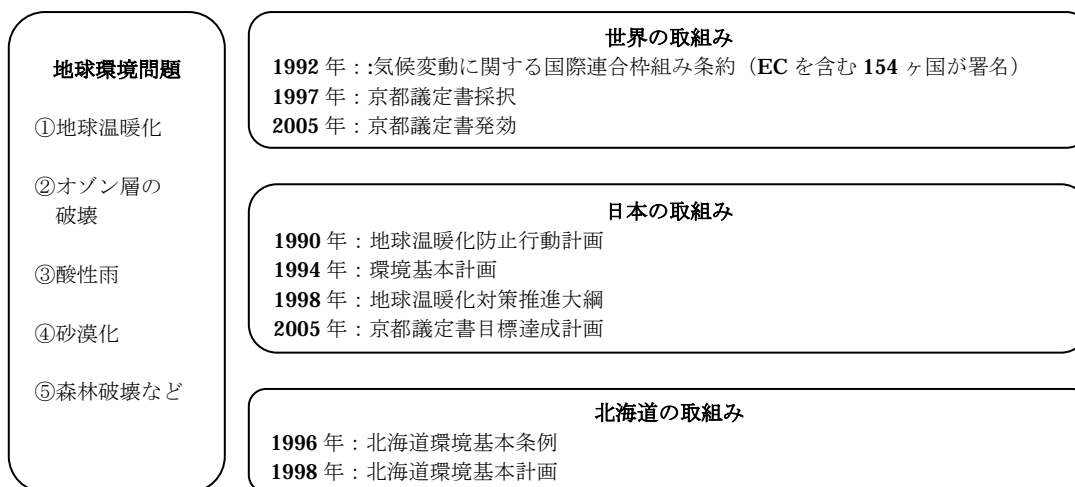 地球環境問題
①地球温暖化
②オゾン層の
破壊
③酸性雨
④砂漠化
⑤森林破壊など
世界の取組み
1992 年：:気候変動に関する国際連合枠組み条約（EC を含む 154 ヶ国が署名）
1997 年：京都議定書採択
2005 年：京都議定書発効
日本の取組み
1990 年：地球温暖化防止行動計画
1994 年：環境基本計画
1998 年：地球温暖化対策推進大綱
2005 年：京都議定書目標達成計画
北海道の取組み
1996 年：北海道環境基本条例
1998 年：北海道環境基本計画